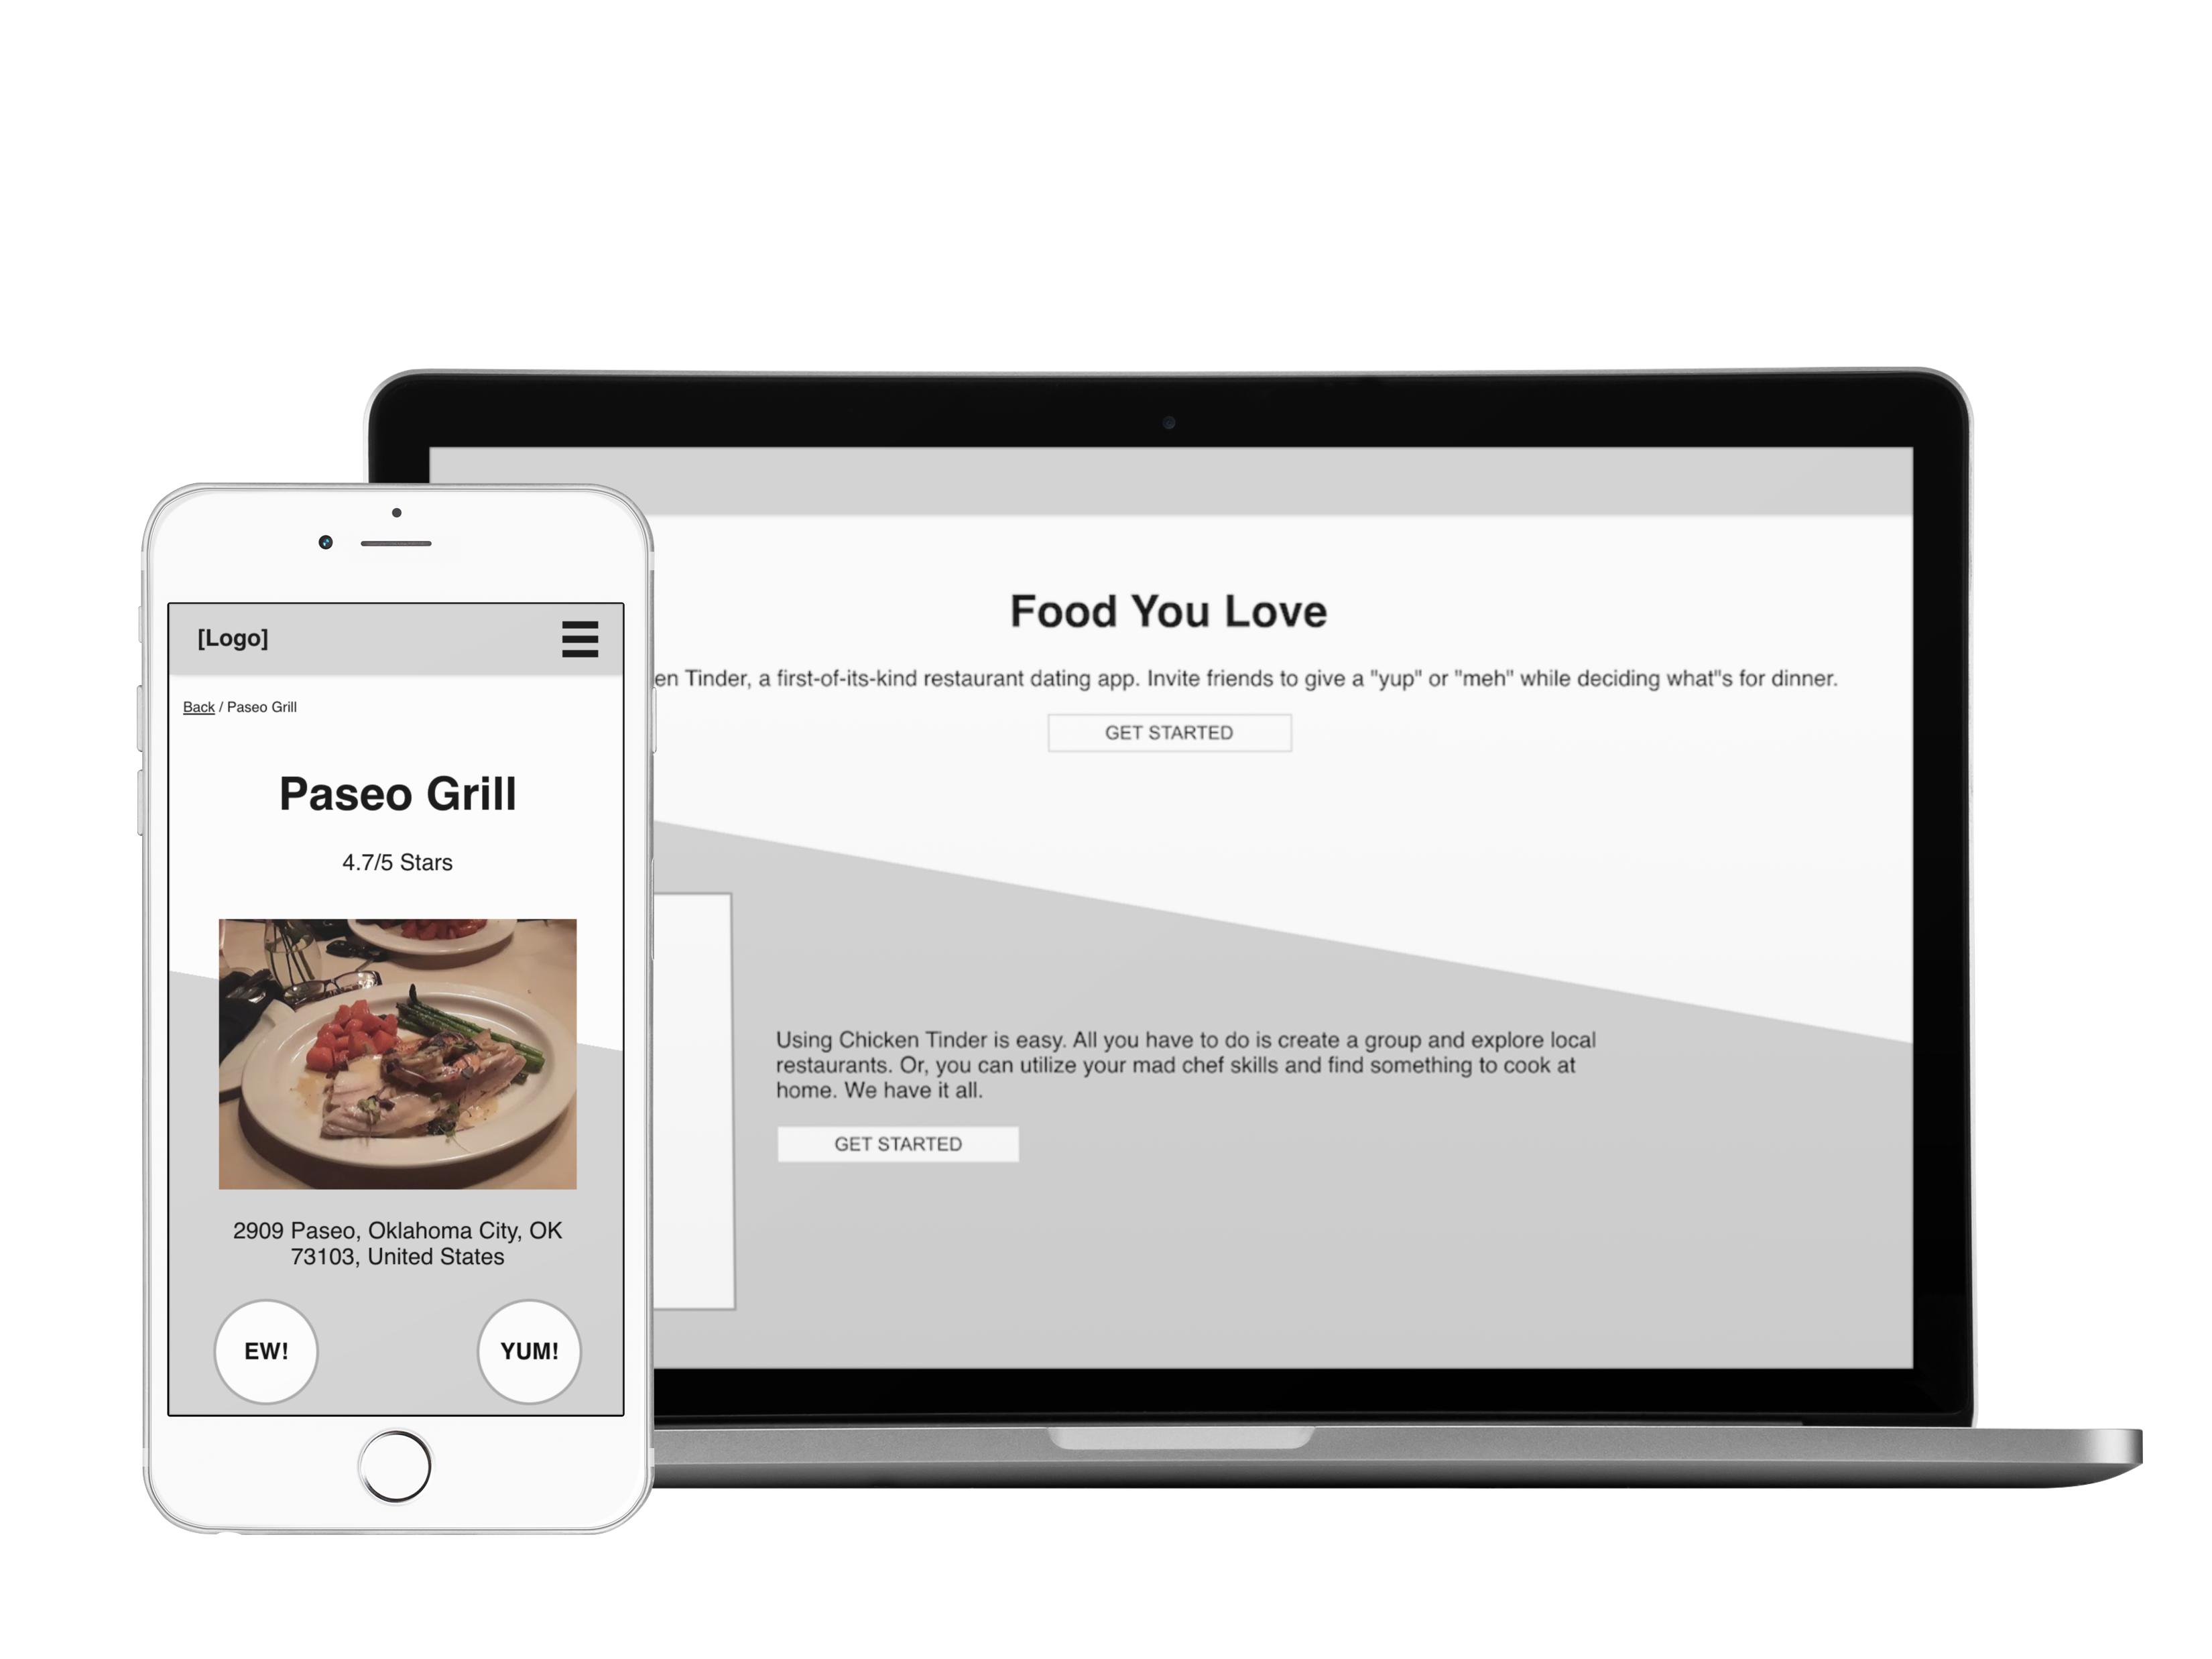 [Logo]
Back / Paseo Grill
Paseo Grill
4.7/5 Stars
2909 Paseo, Oklahoma City, OK
73103, United States
EW!
YUM!
Food You Love
en Tinder, a first-of-its-kind restaurant dating app. Invite friends to give a "yup" or "meh" while deciding what"s for dinner.
GET STARTED
Using Chicken Tinder is easy. All you have to do is create a group and explore local
restaurants. Or, you can utilize your mad chef skills and find something to cook at
home. We have it all.
GET STARTED